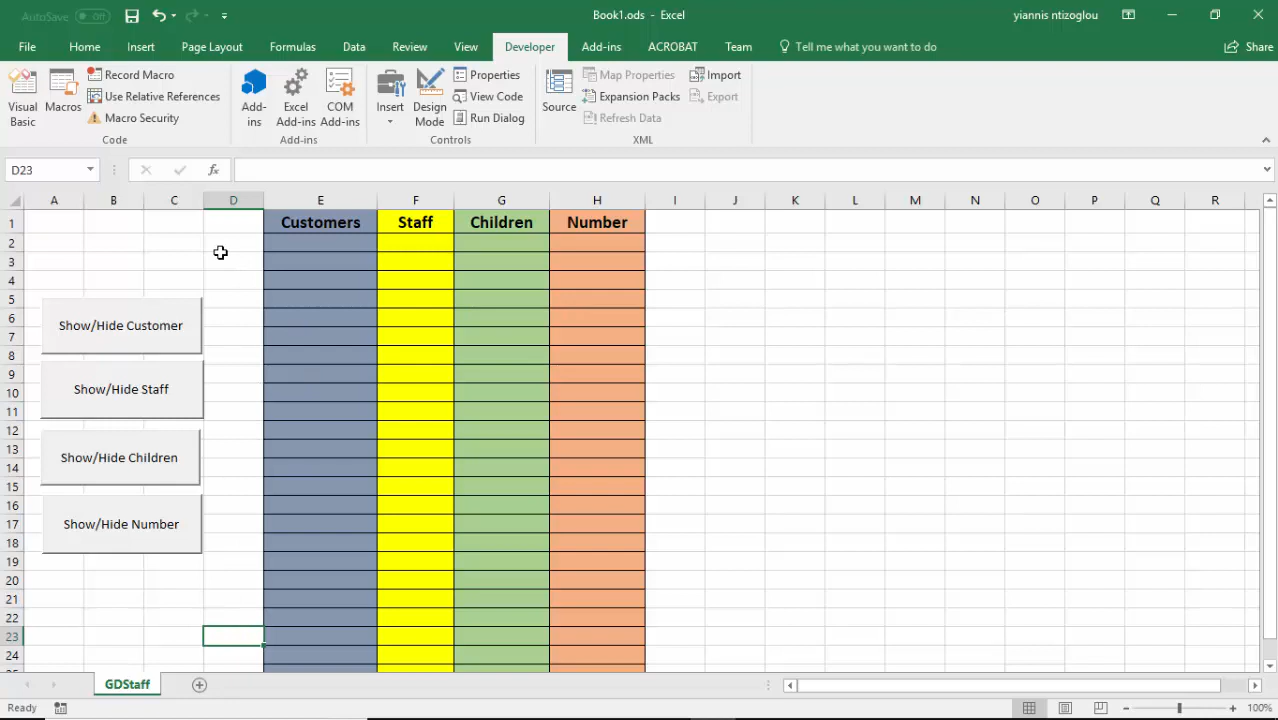 AutoSave Off
Book1.ods - Excel
yiannis ntizoglou
File Home Insert Page Layout Formulas Data Review View Developer Add-ins ACROBAT Team Tell me what you want to do Share
Visual Basic
Macros
Record Macro
Use Relative References
Macro Security
Code
Add-ins
Excel Add-ins
COM Add-ins
Add-ins
Insert
Design Mode
Properties
View Code
Run Dialog
Controls
Source
Map Properties
Expansion Packs
Refresh Data
Import
Export
XML
D23
fx
A B C D E F G H I J K L M N O P Q R
1 Customers Staff Children Number
2
3
4
5
6
7
8
9
10
11
12
13
14
15
16
17
18
19
20
21
22
23
24
Show/Hide Customer
Show/Hide Staff
Show/Hide Children
Show/Hide Number
GDStaff
Ready
100%